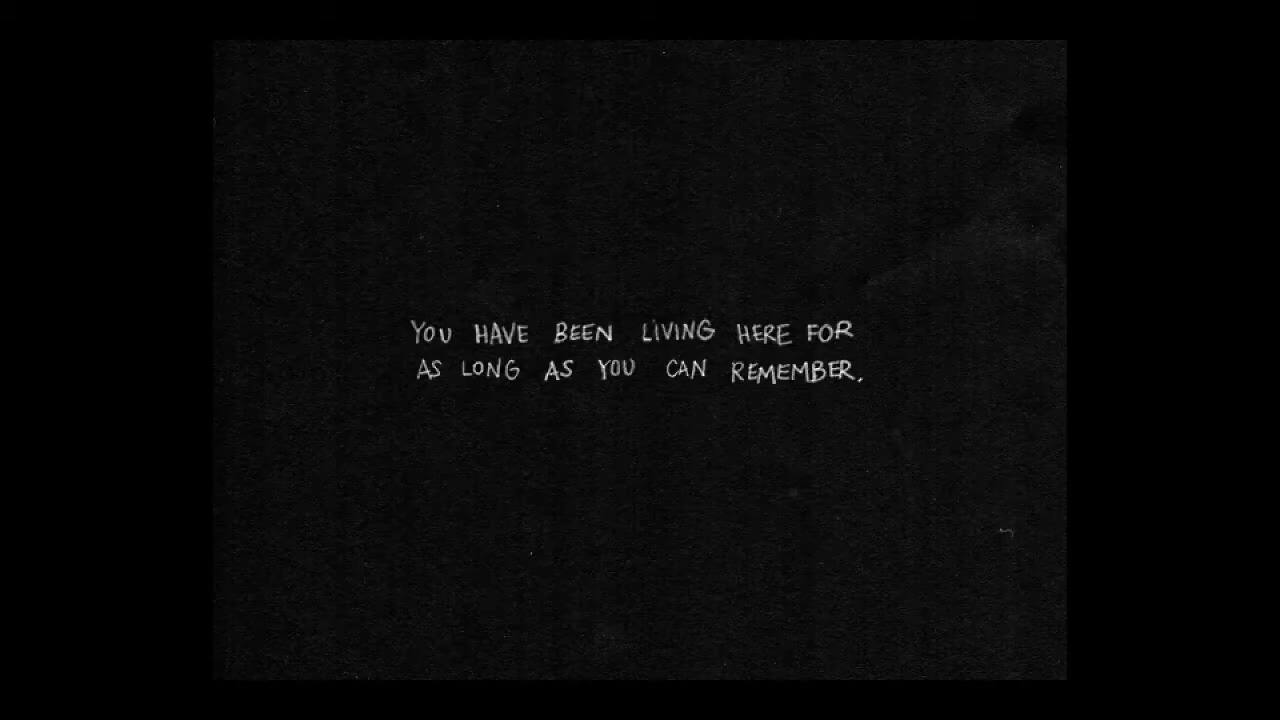 YOU HAVE BEEN LIVING HERE FOR
AS LONG AS YOU CAN REMEMBER.